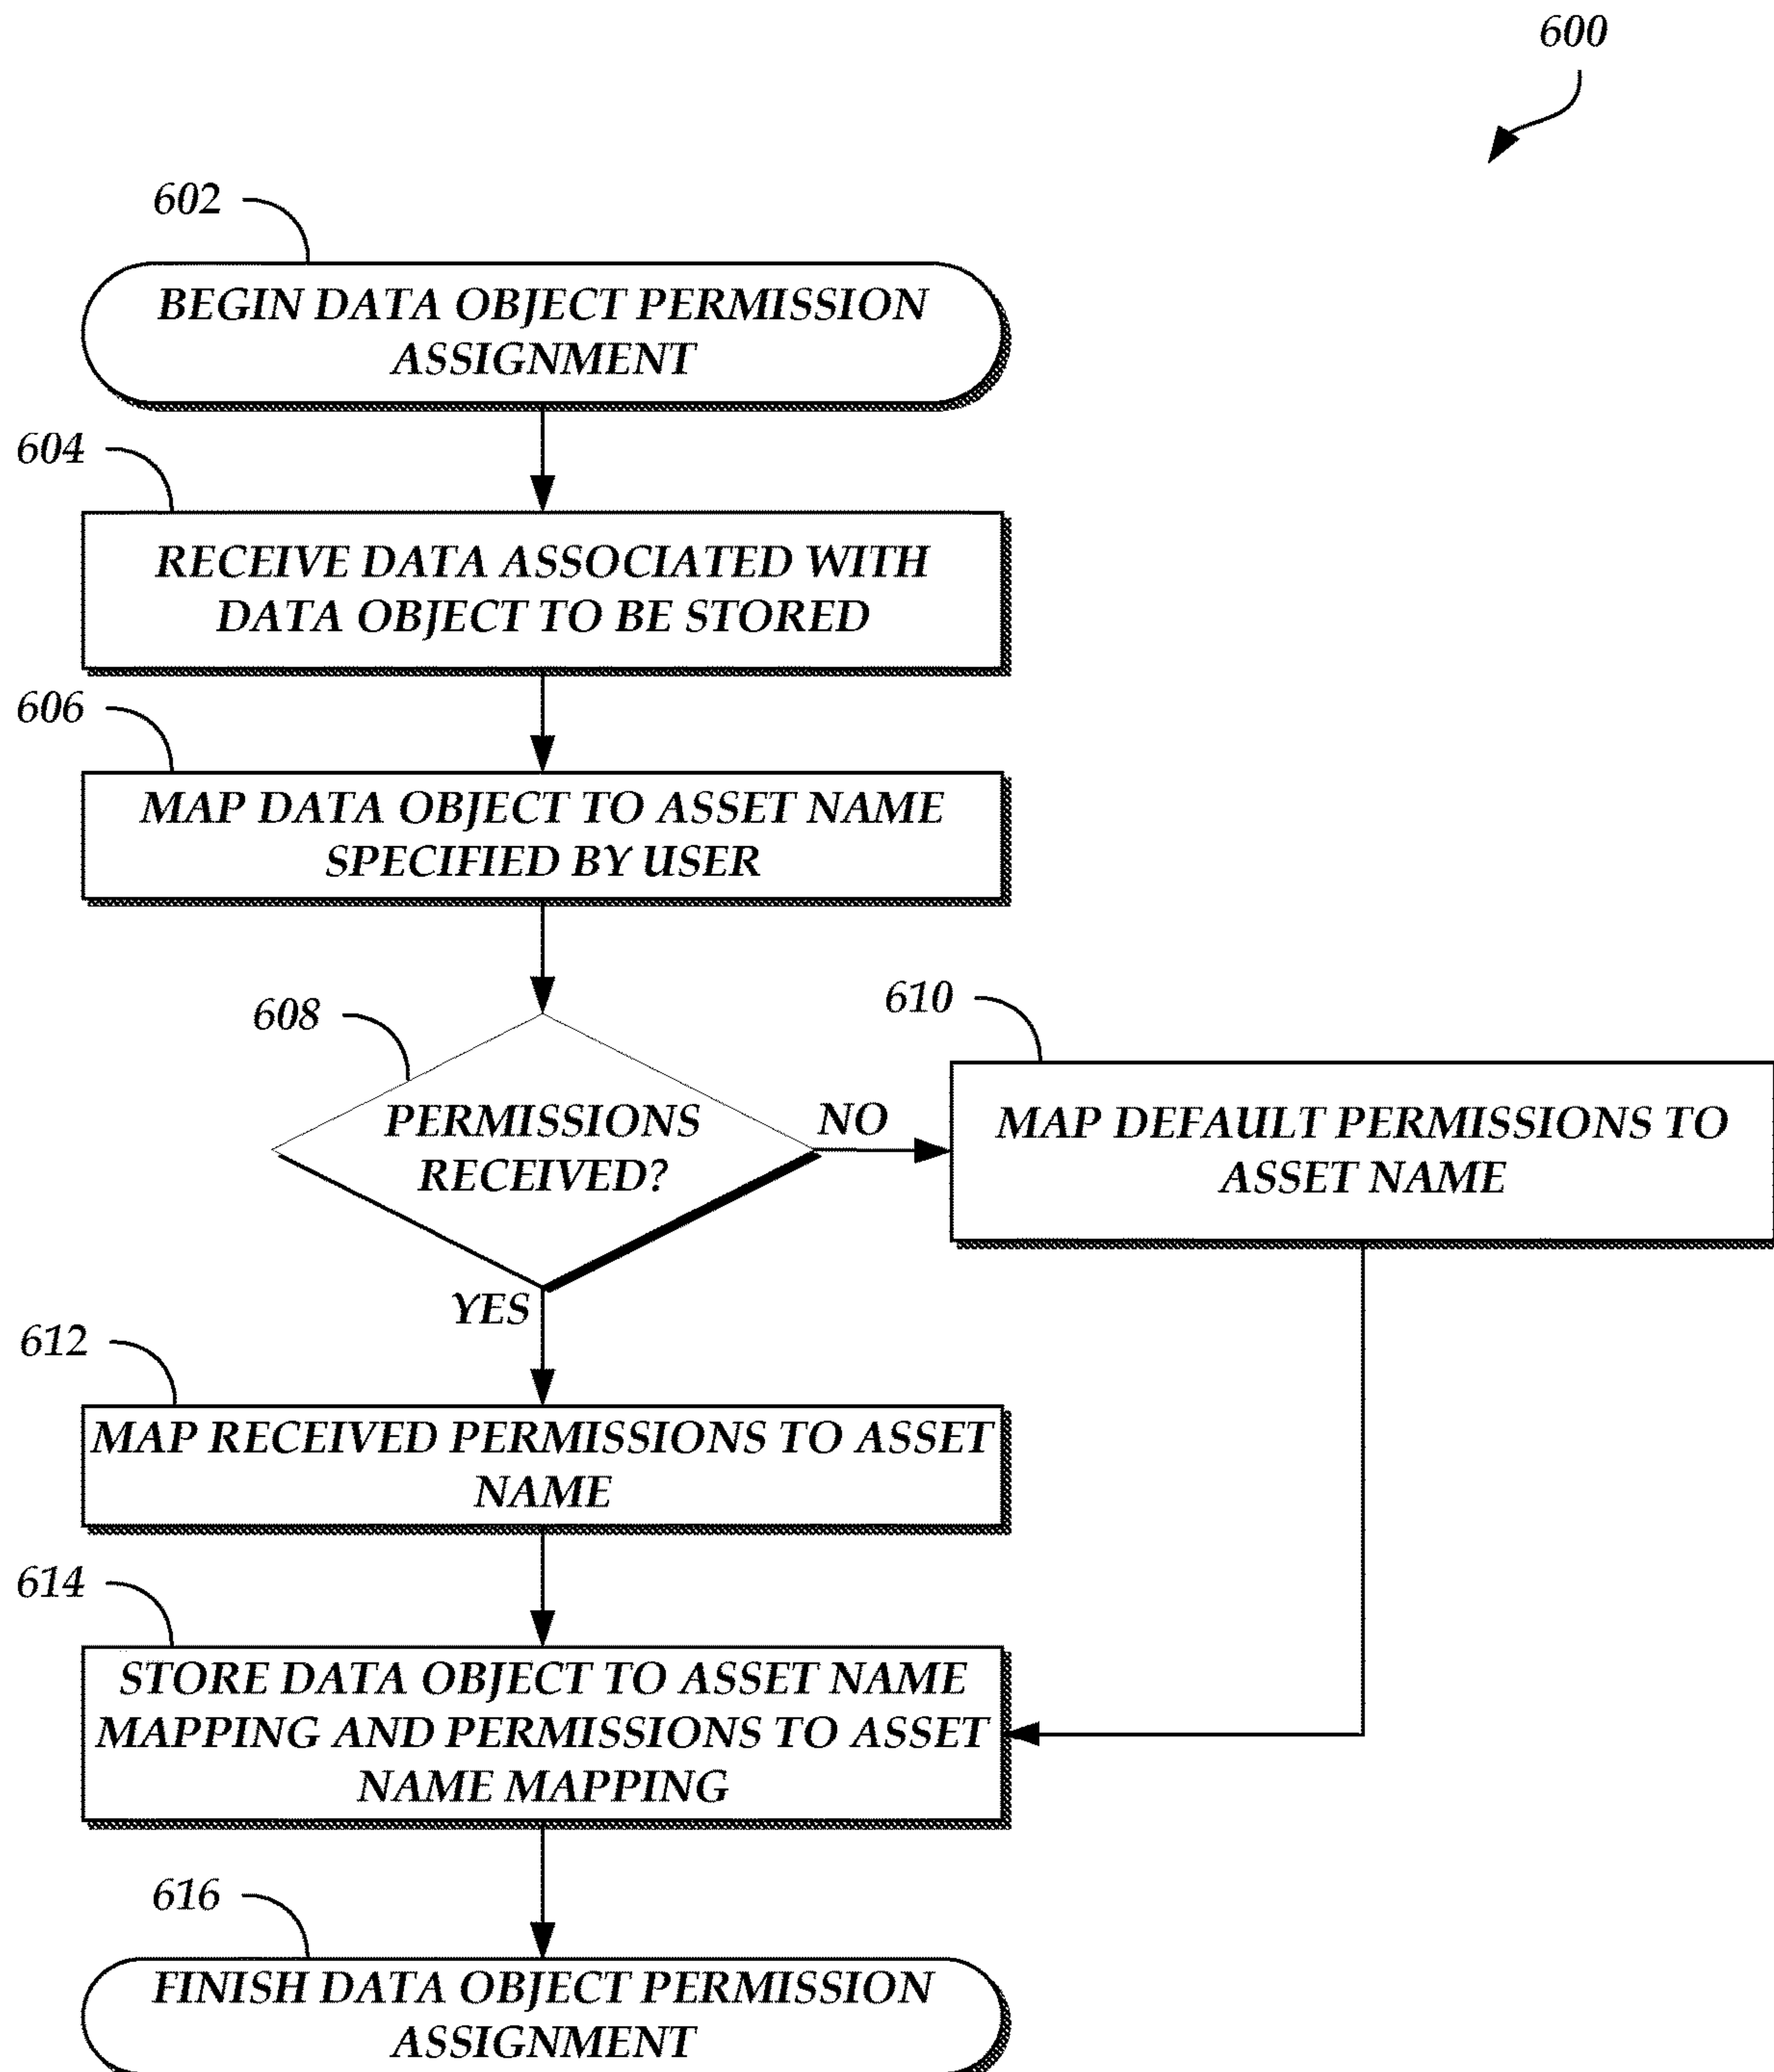 600
602
BEGIN DATA OBJECT PERMISSION
ASSIGNMENT
604
RECEIVE DATA ASSOCIATED WITH
DATA OBJECT TO BE STORED
606
MAP DATA OBJECT TO ASSET NAME
SPECIFIED BY USER
608
PERMISSIONS
RECEIVED?
NO
610
MAP DEFAULT PERMISSIONS TO
ASSET NAME
YES
612
MAP RECEIVED PERMISSIONS TO ASSET
NAME
614
STORE DATA OBJECT TO ASSET NAME
MAPPING AND PERMISSIONS TO ASSET
NAME MAPPING
616
FINISH DATA OBJECT PERMISSION
ASSIGNMENT